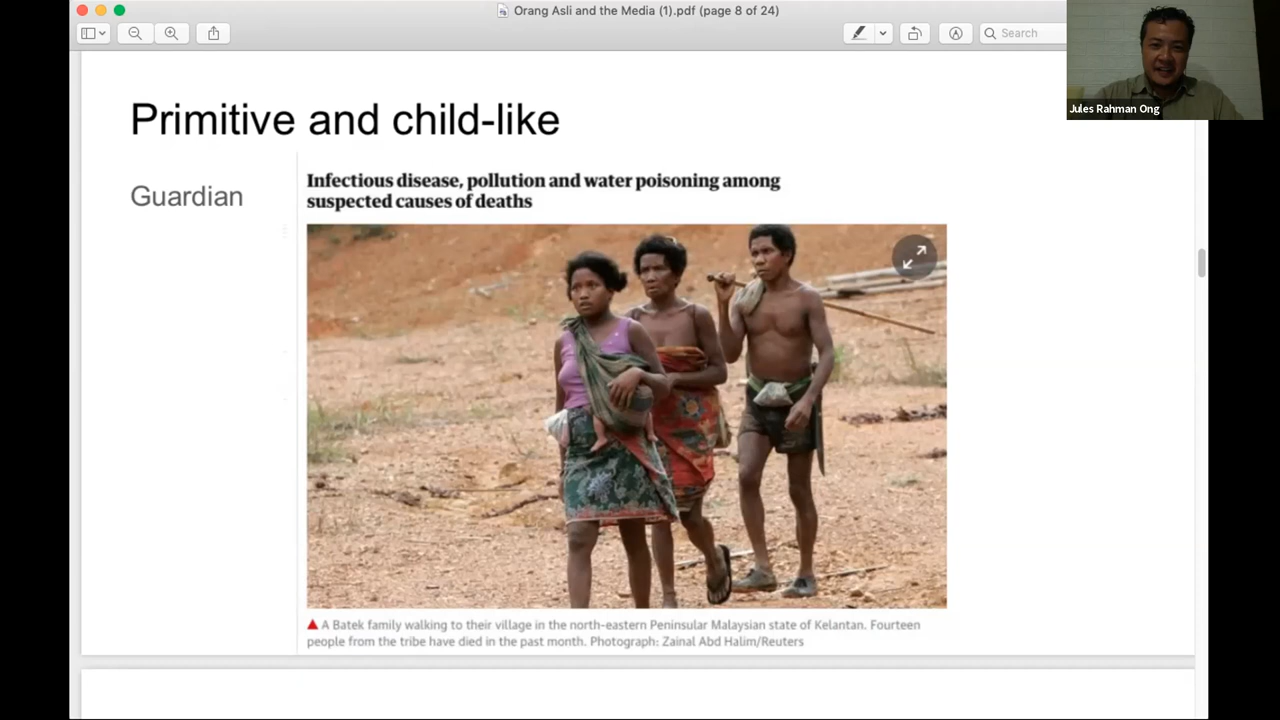 Orang Asli and the Media (1).pdf (page 8 of 24)
Search
Jules Rahman Ong
Primitive and child-like
Guardian
Infectious disease, pollution and water poisoning among
suspected causes of deaths
A Batek family walking to their village in the north-eastern Peninsular Malaysian state of Kelantan. Fourteen
people from the tribe have died in the past month. Photograph: Zainal Abd Halim/Reuters